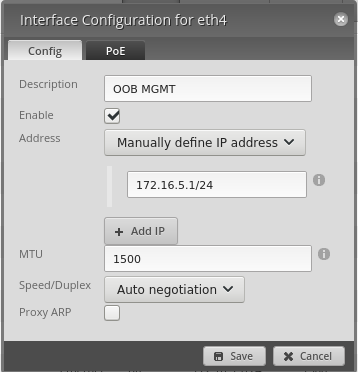 Interface Configuration for eth4
Config PoE
Description OOB MGMT
Enable
Address Manually define IP address
172.16.5.1/24
+ Add IP
MTU 1500
Speed/Duplex Auto negotiation
Proxy ARP
Save Cancel